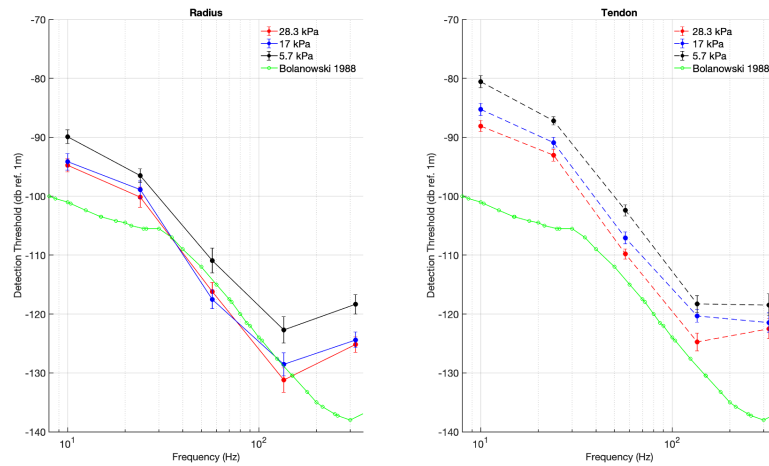 Radius
-70
-80
-90
-100
-110
-120
-130
-140
Detection Threshold (db ref. 1m)
28.3 kPa
17 kPa
5.7 kPa
Bolanowski 1988
10¹
10²
Frequency (Hz)
Tendon
-70
-80
-90
-100
-110
-120
-130
-140
Detection Threshold (db ref. 1m)
28.3 kPa
17 kPa
5.7 kPa
Bolanowski 1988
10¹
10²
Frequency (Hz)